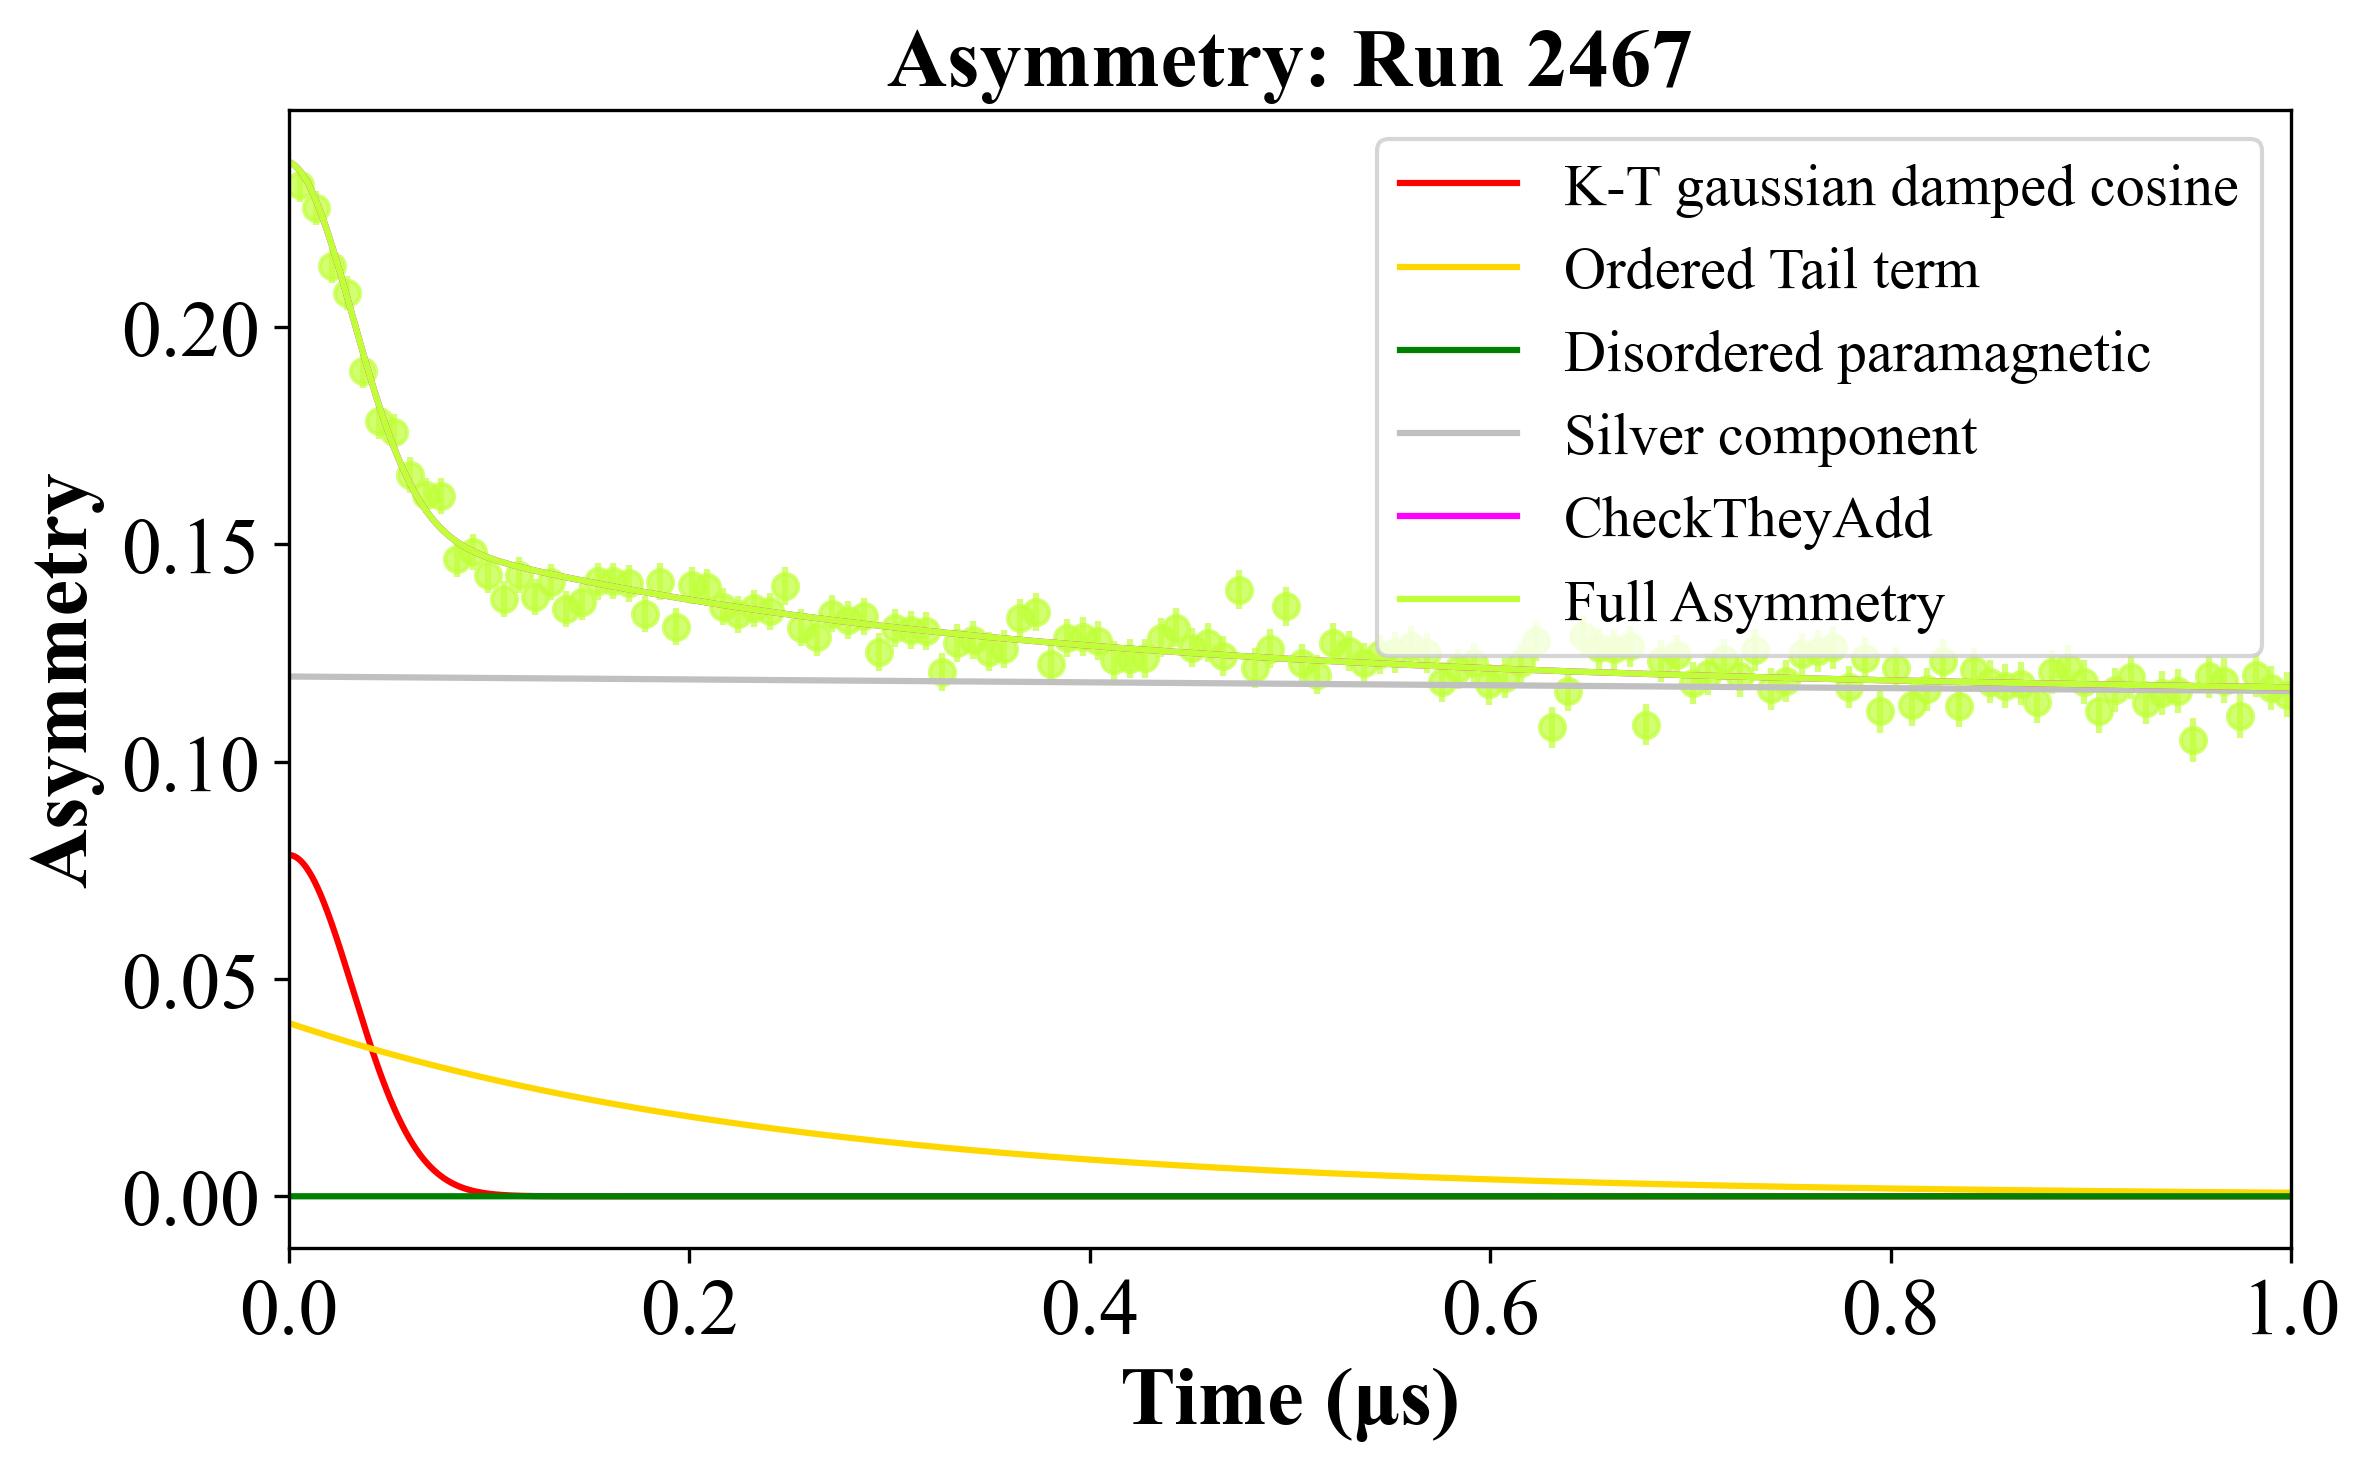 Asymmetry: Run 2467
K-T gaussian damped cosine
Ordered Tail term
Disordered paramagnetic
Silver component
CheckTheyAdd
Full Asymmetry
Asymmetry
0.20
0.15
0.10
0.05
0.00
0.0 0.2 0.4 0.6 0.8 1.0
Time (μs)